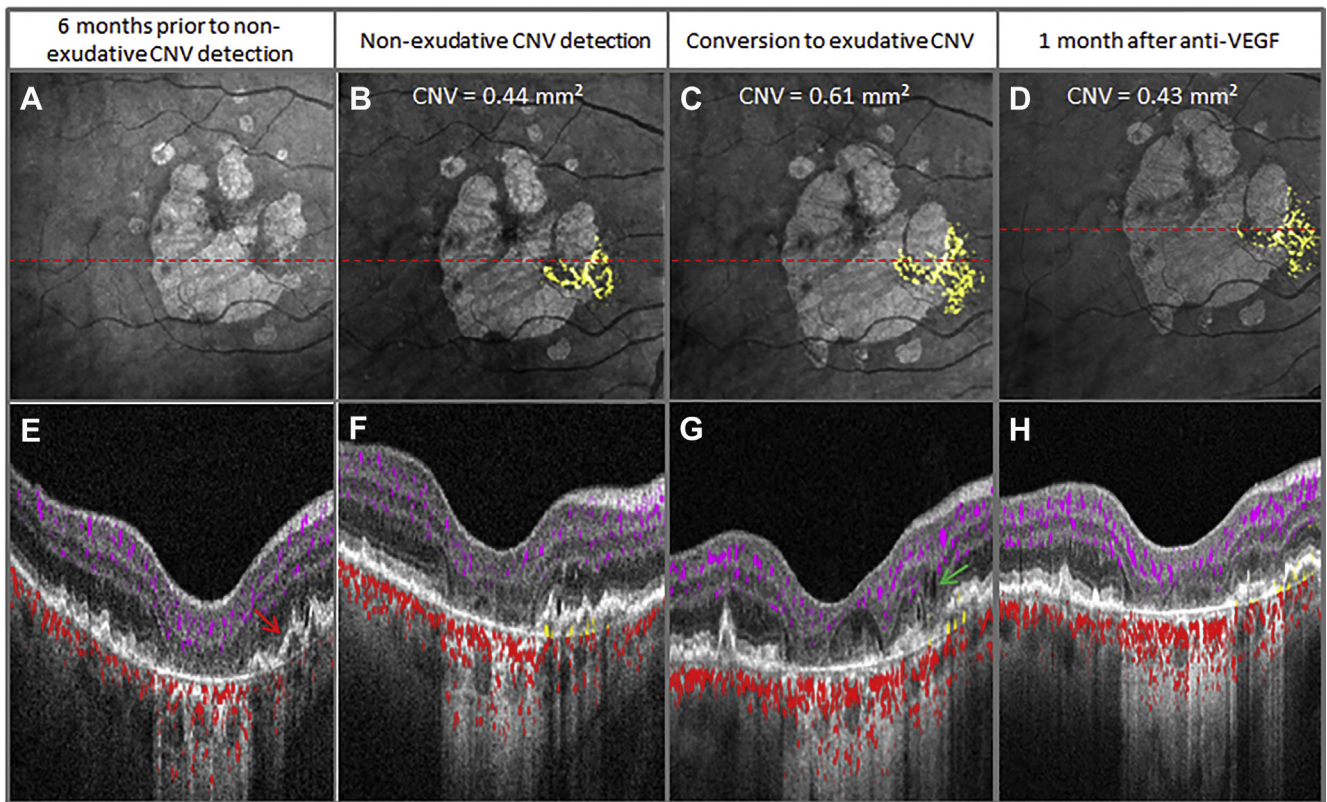 6 months prior to non-
exudative CNV detection
Non-exudative CNV detection
Conversion to exudative CNV
1 month after anti-VEGF
A
B
CNV = 0.44 mm²
C
CNV = 0.61 mm²
D
CNV = 0.43 mm²
E
F
G
H